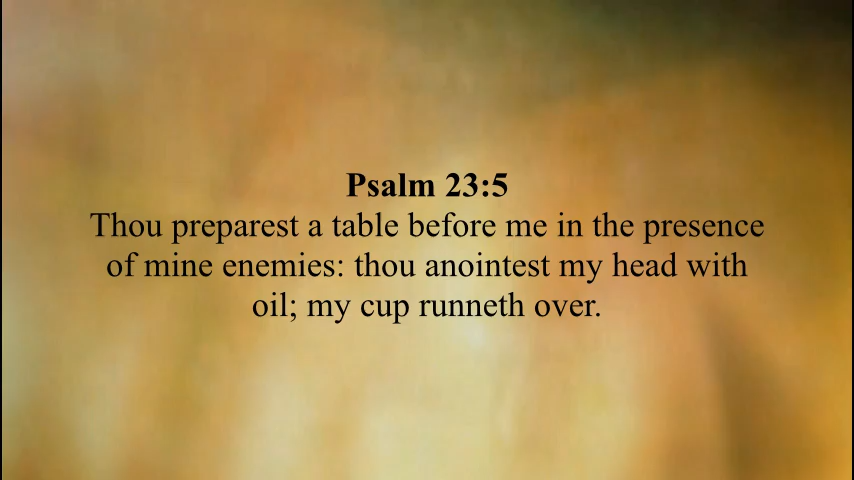 Psalm 23:5
Thou preparest a table before me in the presence
of mine enemies: thou anointest my head with
oil; my cup runneth over.